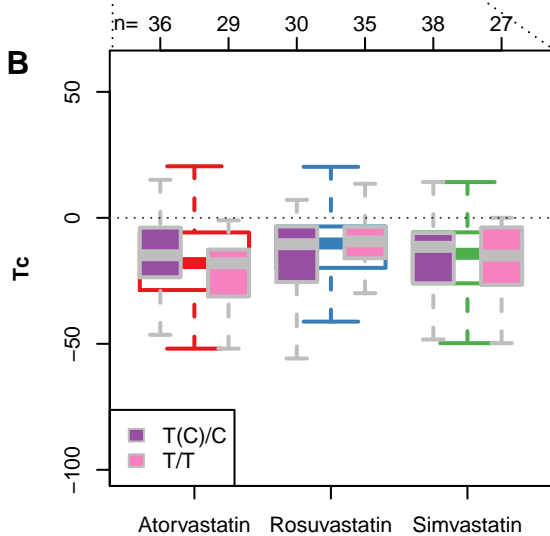 n= 36 29 30 35 38 27
B
50
0
−50
−100
Tc
T(C)/C
T/T
Atorvastatin Rosuvastatin Simvastatin